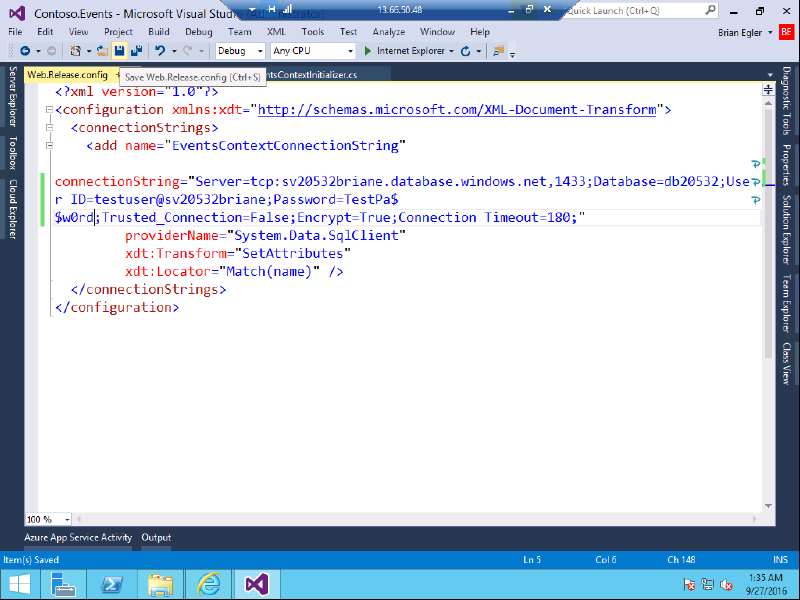 Contoso.Events - Microsoft Visual Stud
13.66.50.48
Quick Launch (Ctrl+Q)
File Edit View Project Build Debug Team XML Tools Test Analyze Window Help
Brian Egler
BE
Debug Any CPU Internet Explorer
Web.Release.config
Save Web.Release.config (Ctrl+S)
ntsContextInitializer.cs
<?xml version="1.0"?>
<configuration xmlns:xdt="http://schemas.microsoft.com/XML-Document-Transform">
<connectionStrings>
<add name="EventsContextConnectionString"
connectionString="Server=tcp:sv20532briane.database.windows.net,1433;Database=db20532;Use
r ID=testuser@sv20532briane;Password=TestPa$
$w0rd;Trusted_Connection=False;Encrypt=True;Connection Timeout=180;"
providerName="System.Data.SqlClient"
xdt:Transform="SetAttributes"
xdt:Locator="Match(name)" />
</connectionStrings>
</configuration>
Server Explorer
Toolbox
Cloud Explorer
Diagnostic Tools
Properties
Solution Explorer
Team Explorer
Class View
100 %
Azure App Service Activity Output
Item(s) Saved
Ln 5 Col 6 Ch 148 INS
1:35 AM
9/27/2016